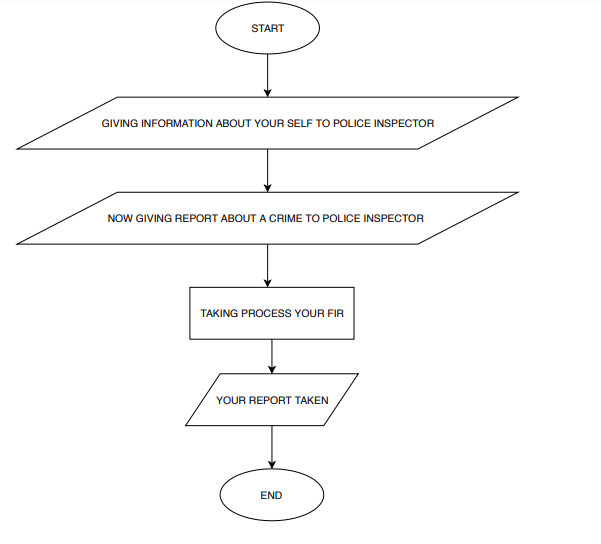 START
GIVING INFORMATION ABOUT YOUR SELF TO POLICE INSPECTOR
NOW GIVING REPORT ABOUT A CRIME TO POLICE INSPECTOR
TAKING PROCESS YOUR FIR
YOUR REPORT TAKEN
END